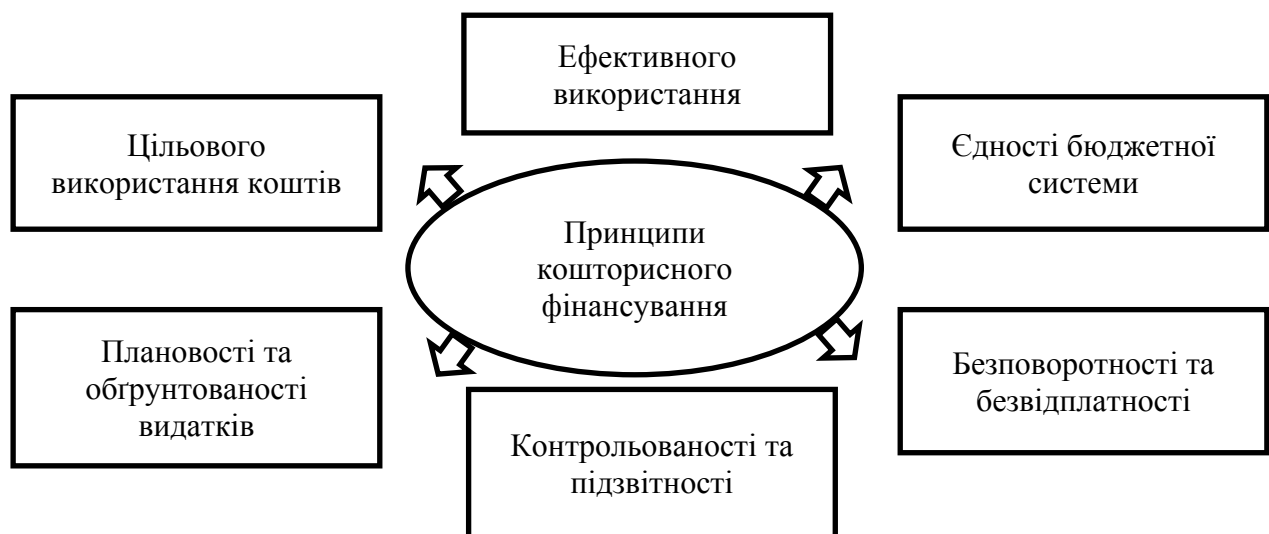 Ефективного
використання
Цільового
використання коштів
Єдності бюджетної
системи
Принципи
кошторисного
фінансування
Плановості та
обґрунтованості
видатків
Безповоротності та
безвідплатності
Контрольованості та
підзвітності